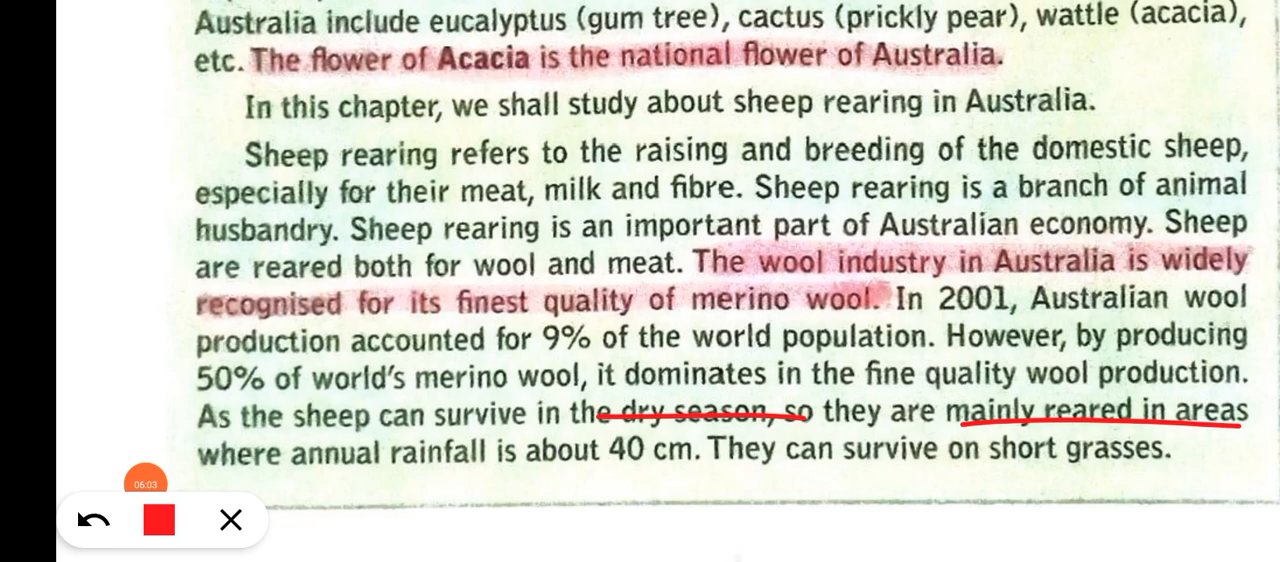 Australia include eucalyptus (gum tree), cactus (prickly pear), wattle (acacia),
etc. The flower of Acacia is the national flower of Australia.
In this chapter, we shall study about sheep rearing in Australia.
Sheep rearing refers to the raising and breeding of the domestic sheep,
especially for their meat, milk and fibre. Sheep rearing is a branch of animal
husbandry. Sheep rearing is an important part of Australian economy. Sheep
are reared both for wool and meat. The wool industry in Australia is widely
recognised for its finest quality of merino wool. In 2001, Australian wool
production accounted for 9% of the world population. However, by producing
50% of world's merino wool, it dominates in the fine quality wool production.
As the sheep can survive in the dry season, so they are mainly reared in areas
where annual rainfall is about 40 cm. They can survive on short grasses.
06:03